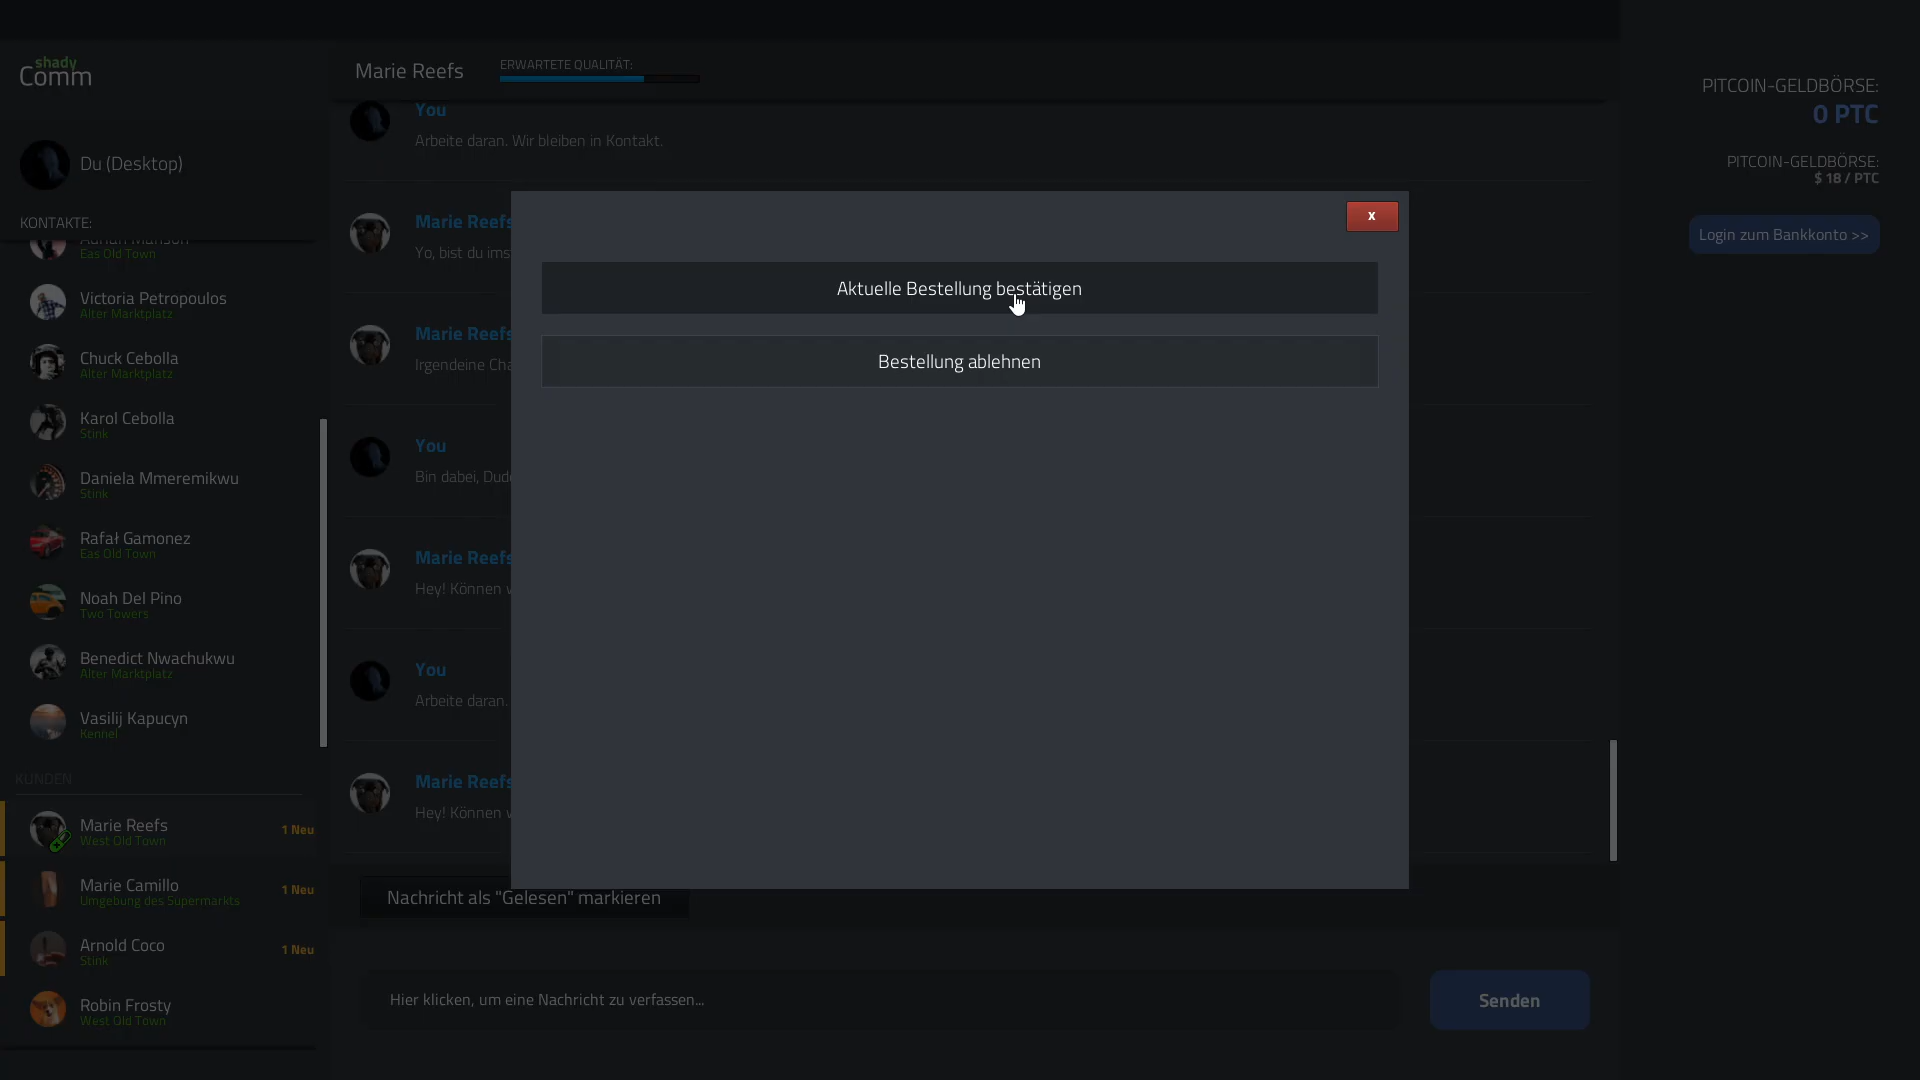 shady
Comm
Du (Desktop)
KONTAKTE:
Adrian Manson
Eas Old Town
Victoria Petropoulos
Alter Marktplatz
Chuck Cebolla
Alter Marktplatz
Karol Cebolla
Stink
Daniela Mmeremikwu
Stink
Rafał Gamonez
Eas Old Town
Noah Del Pino
Two Towers
Benedict Nwachukwu
Alter Marktplatz
Vasilij Kapucyn
Kennel
KUNDEN
Marie Reefs
West Old Town
1 Neu
Marie Camillo
Umgebung des Supermarkts
1 Neu
Arnold Coco
Stink
1 Neu
Robin Frosty
West Old Town
Marie Reefs
ERWARTETE QUALITÄT:
You
Arbeite daran. Wir bleiben in Kontakt.
Marie Reefs
Yo, bist du ims
Marie Reefs
Irgendeine Cha
You
Bin dabei, Dud
Marie Reefs
Hey! Können
You
Arbeite daran.
Marie Reefs
Hey! Können
x
Aktuelle Bestellung bestätigen
Bestellung ablehnen
Nachricht als "Gelesen" markieren
Hier klicken, um eine Nachricht zu verfassen...
Senden
PITCOIN-GELDBÖRSE:
0 PTC
PITCOIN-GELDBÖRSE:
$ 18 / PTC
Login zum Bankkonto >>